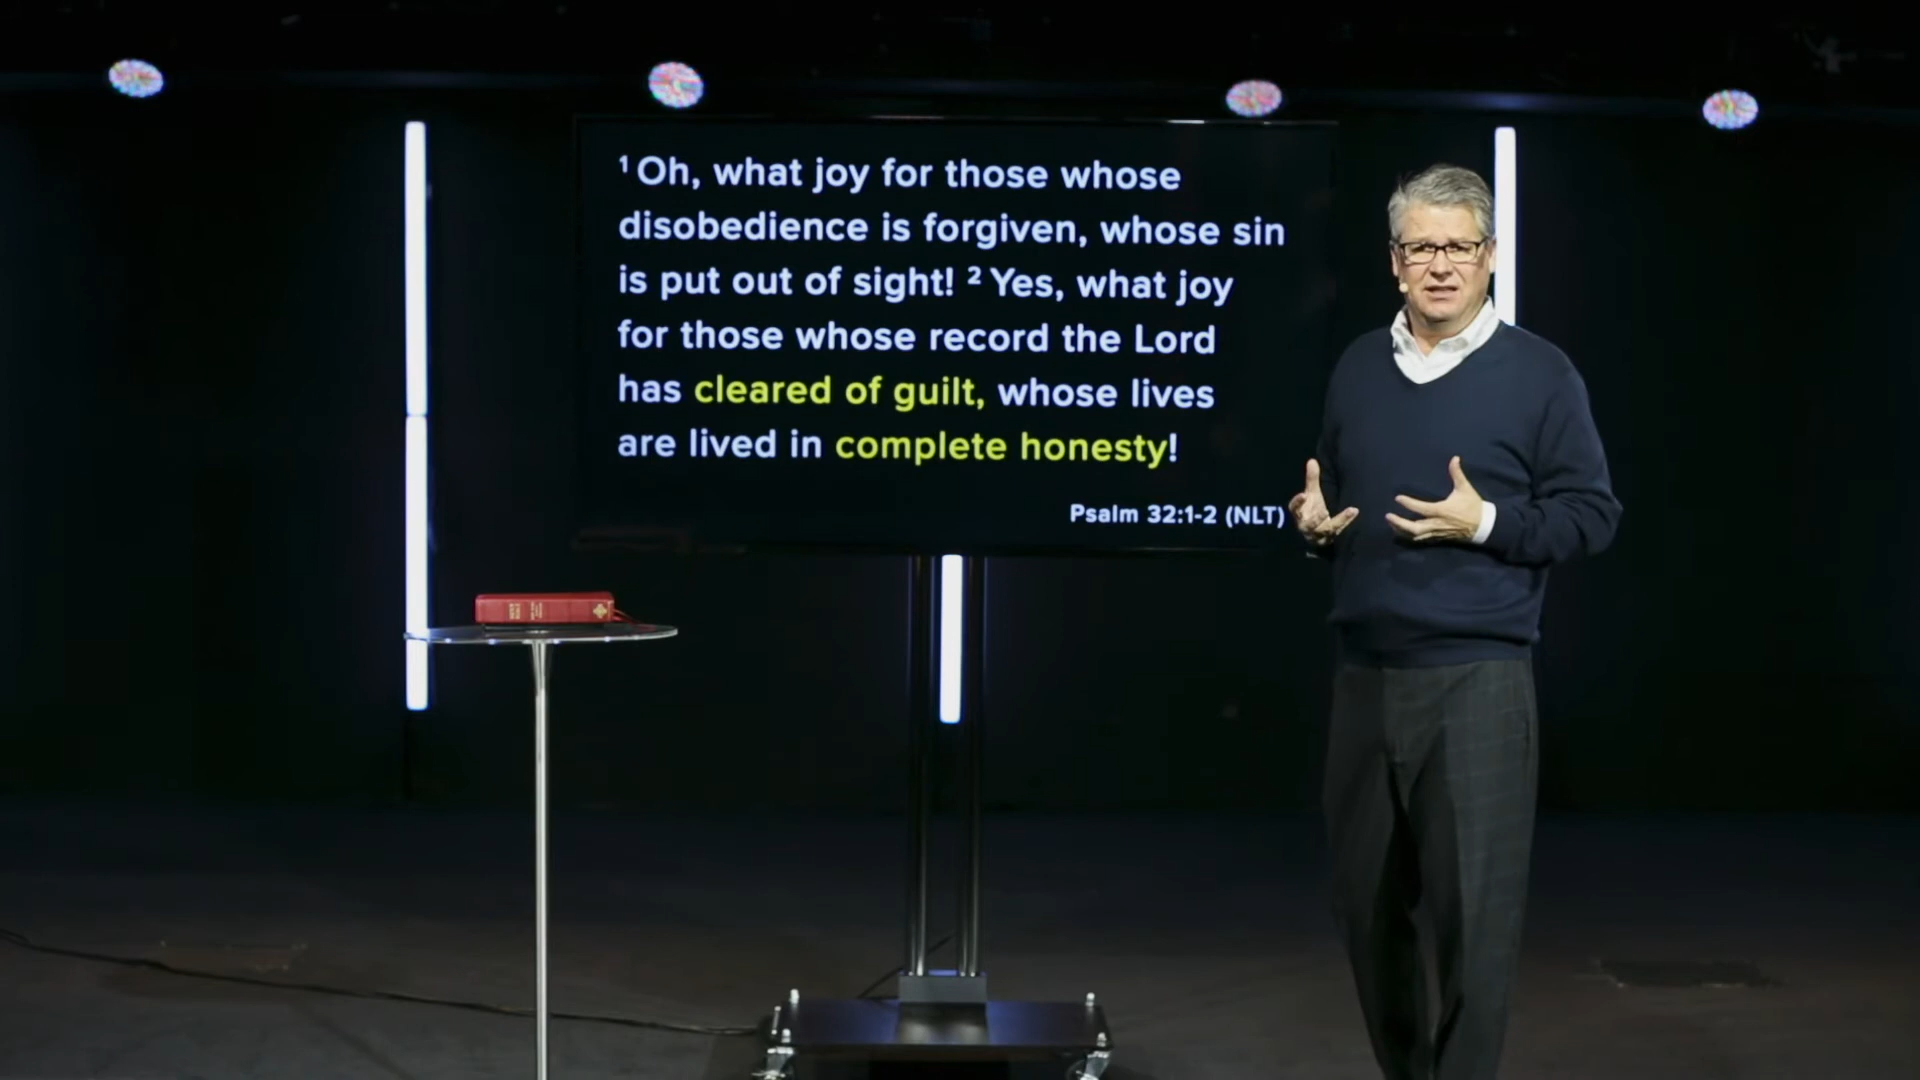 ¹ Oh, what joy for those whose
disobedience is forgiven, whose sin
is put out of sight! ² Yes, what joy
for those whose record the Lord
has cleared of guilt, whose lives
are lived in complete honesty!
Psalm 32:1-2 (NLT)